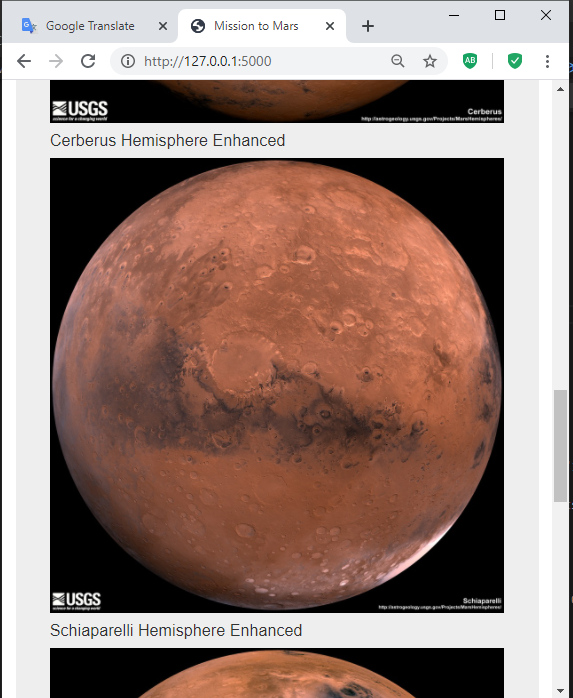 Google Translate
Mission to Mars
http://127.0.0.1:5000
AB
USGS
science for a changing world
Cerberus
http://astrogeology.usgs.gov/Projects/MarsHemispheres/
Cerberus Hemisphere Enhanced
USGS
science for a changing world
Schiaparelli
http://astrogeology.usgs.gov/Projects/MarsHemispheres/
Schiaparelli Hemisphere Enhanced